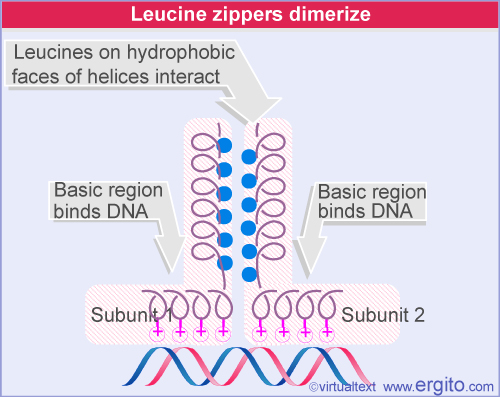 Leucine zippers dimerize
Leucines on hydrophobic
faces of helices interact
Basic region
binds DNA
Basic region
binds DNA
Subunit 1
Subunit 2
+ + + + + + + +
©virtualtext www.ergito.com